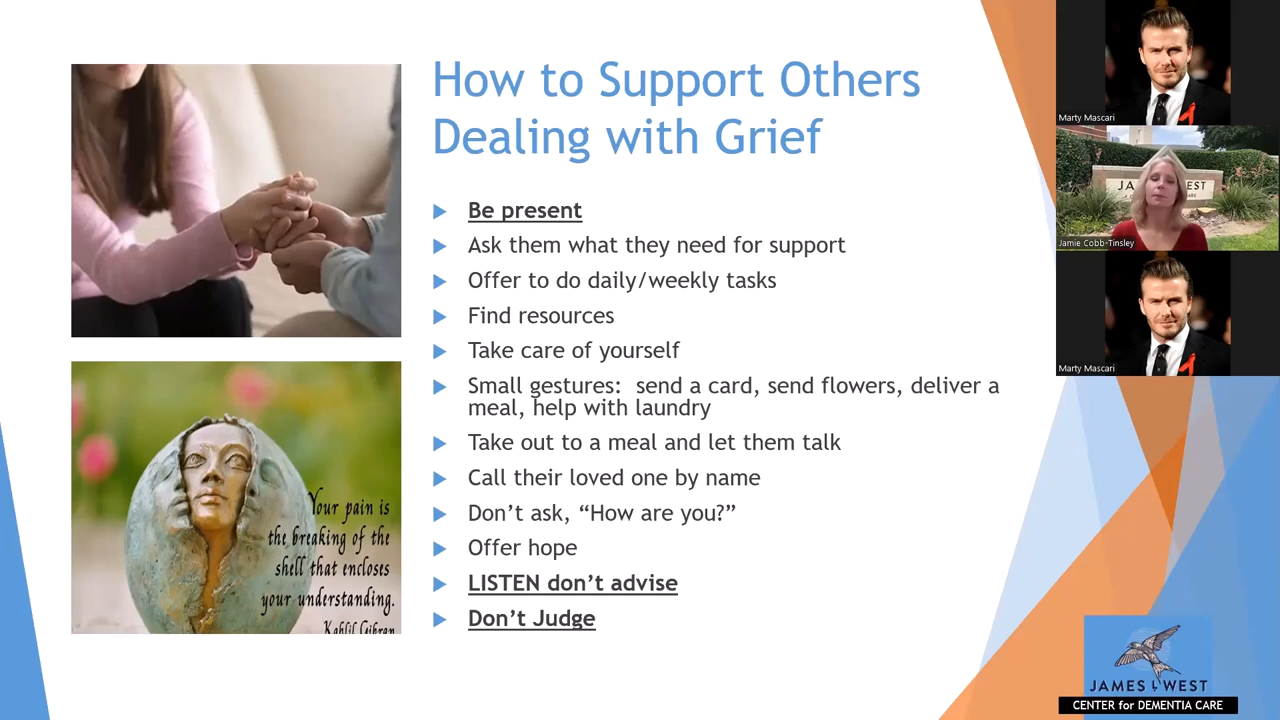 How to Support Others
Dealing with Grief
Be present
Ask them what they need for support
Offer to do daily/weekly tasks
Find resources
Take care of yourself
Small gestures:  send a card, send flowers, deliver a
meal, help with laundry
Take out to a meal and let them talk
Call their loved one by name
Don’t ask, “How are you?”
Offer hope
LISTEN don’t advise
Don’t Judge
Your pain is
the breaking of the
shell that encloses
your understanding.
Kahlil Gibran
Marty Mascari
Jamie Cobb-Tinsley
Marty Mascari
JAMES L WEST
CENTER for DEMENTIA CARE